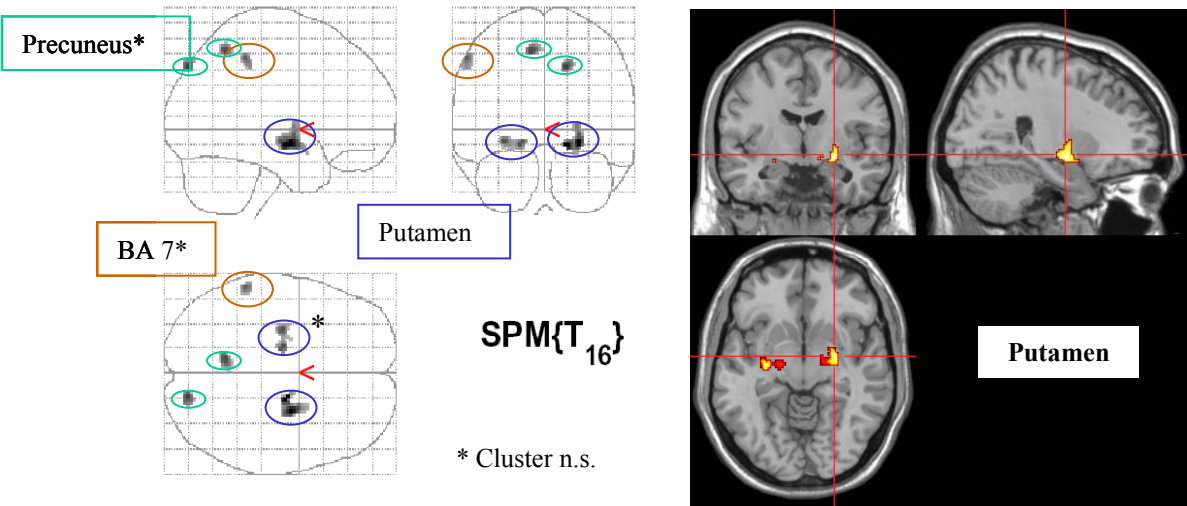 Precuneus*
BA 7*
Putamen
*
SPM{T16}
* Cluster n.s.
Putamen